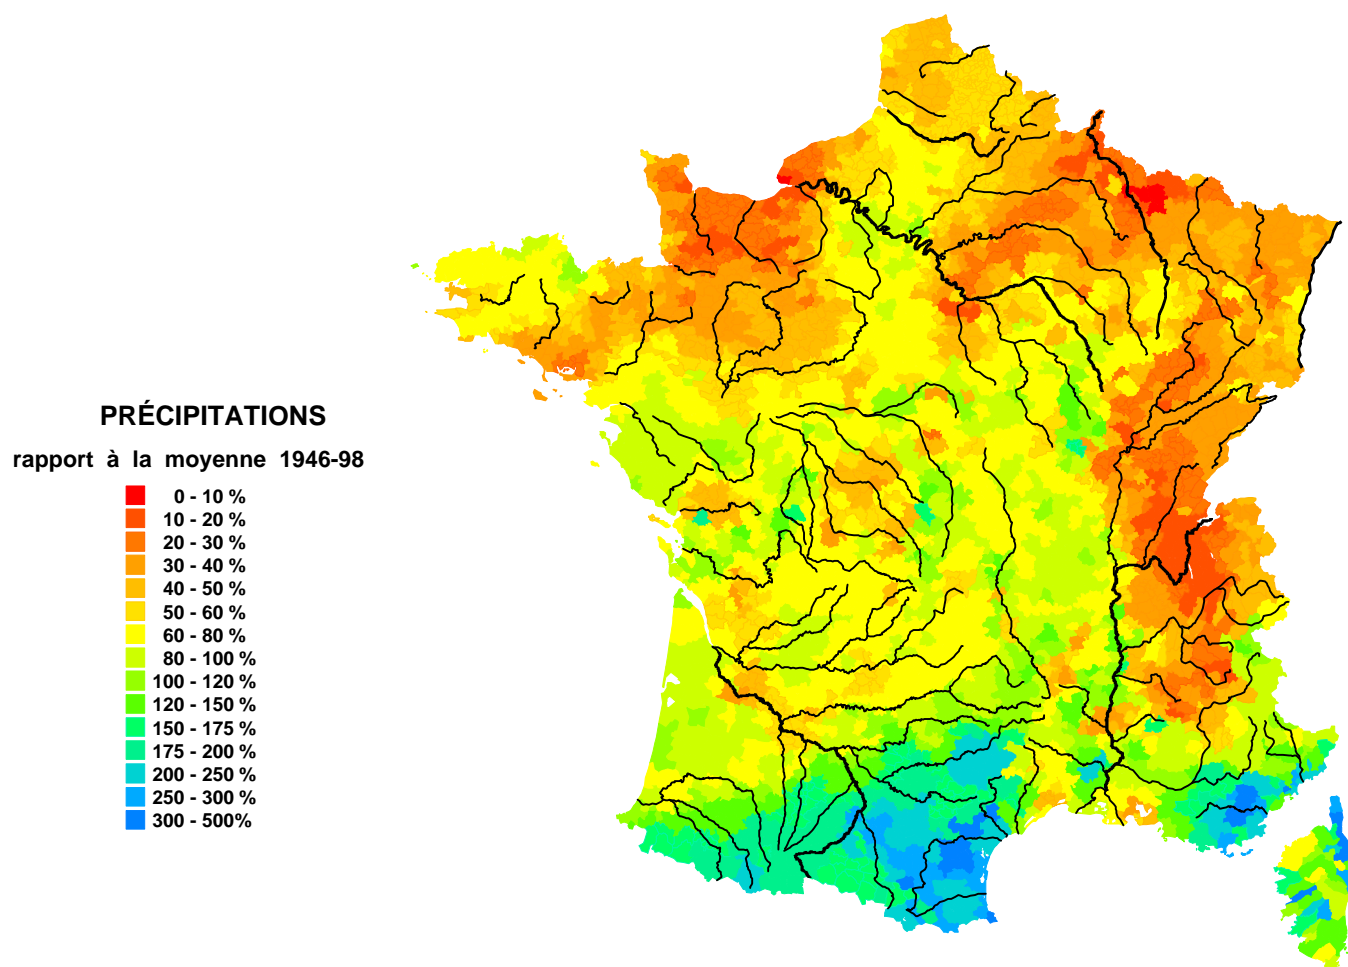 PRÉCIPITATIONS
rapport à la moyenne 1946-98
0 - 10 %
10 - 20 %
20 - 30 %
30 - 40 %
40 - 50 %
50 - 60 %
60 - 80 %
80 - 100 %
100 - 120 %
120 - 150 %
150 - 175 %
175 - 200 %
200 - 250 %
250 - 300 %
300 - 500%